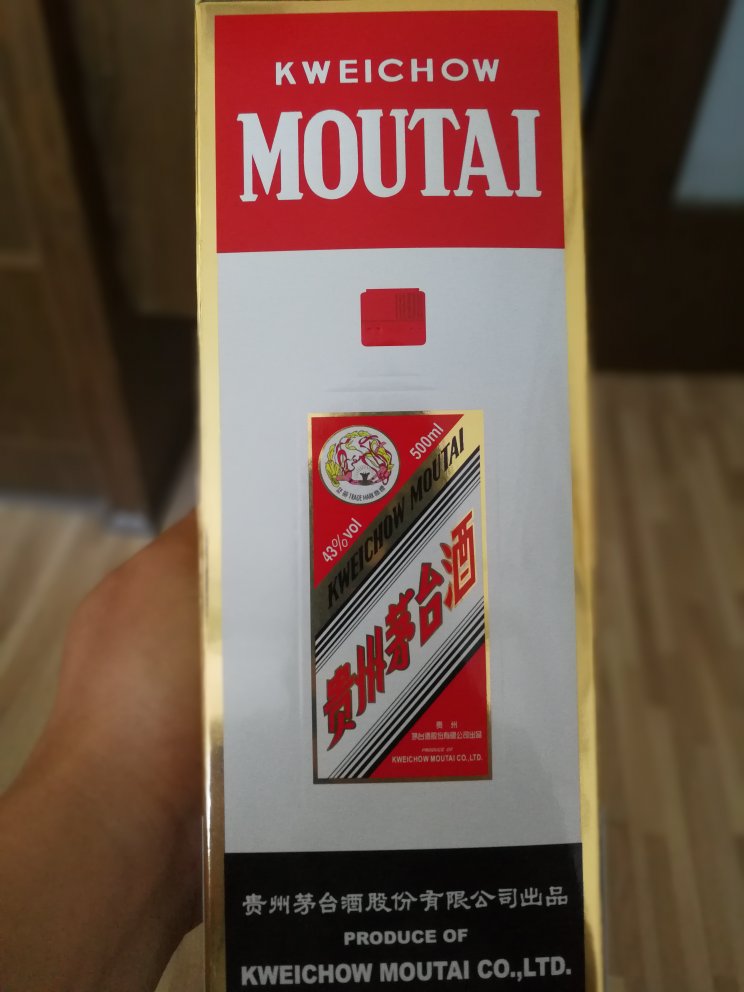 KWEICHOW
MOUTAI
TRADE MARK
500ml
43%vol
KWEICHOW MOUTAI
贵州茅台酒
贵州
茅台酒股份有限公司出品
PRODUCE OF
KWEICHOW MOUTAI CO.,LTD.
贵州茅台酒股份有限公司出品
PRODUCE OF
KWEICHOW MOUTAI CO.,LTD.